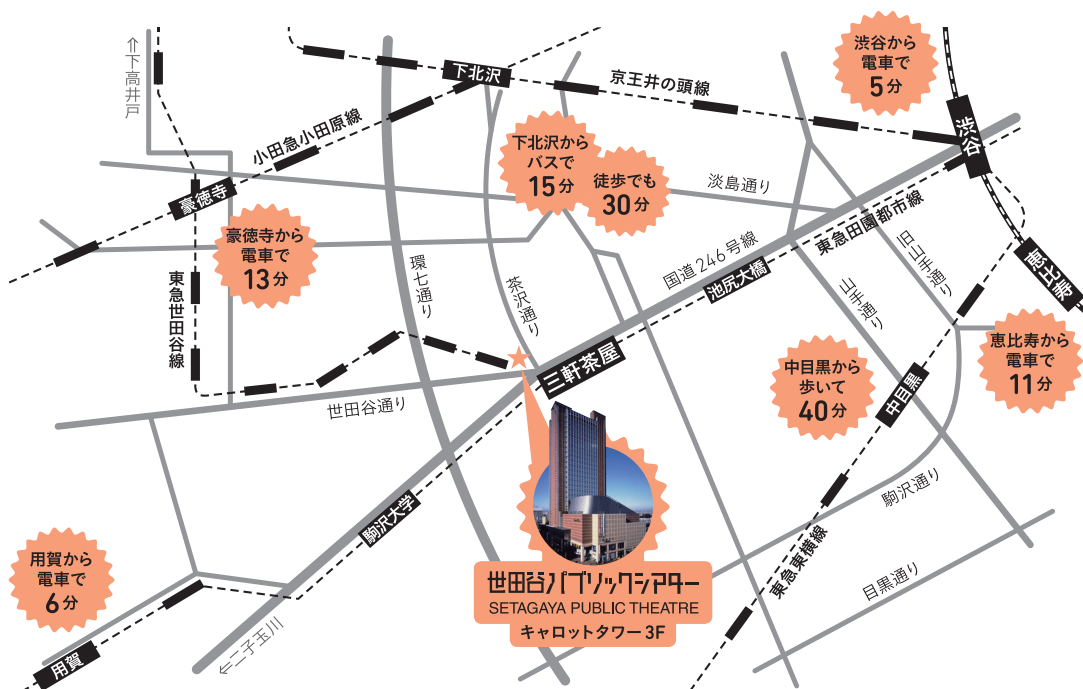 ⇐下高井戸
下北沢
京王井の頭線
渋谷から
電車で
5分
渋谷
小田急小田原線
下北沢から
バスで
15分
徒歩でも
30分
淡島通り
豪徳寺
豪徳寺から
電車で
13分
東急世田谷線
環七通り
茶沢通り
国道246号線
東急田園都市線
池尻大橋
旧山手通り
山手通り
恵比寿
恵比寿から
電車で
11分
三軒茶屋
世田谷通り
中目黒から
歩いて
40分
中目黒
駒沢大学
駒沢通り
東急東横線
目黒通り
用賀から
電車で
6分
用賀
←二子玉川
世田谷パブリックシアター
SETAGAYA PUBLIC THEATRE
キャロットタワー3F